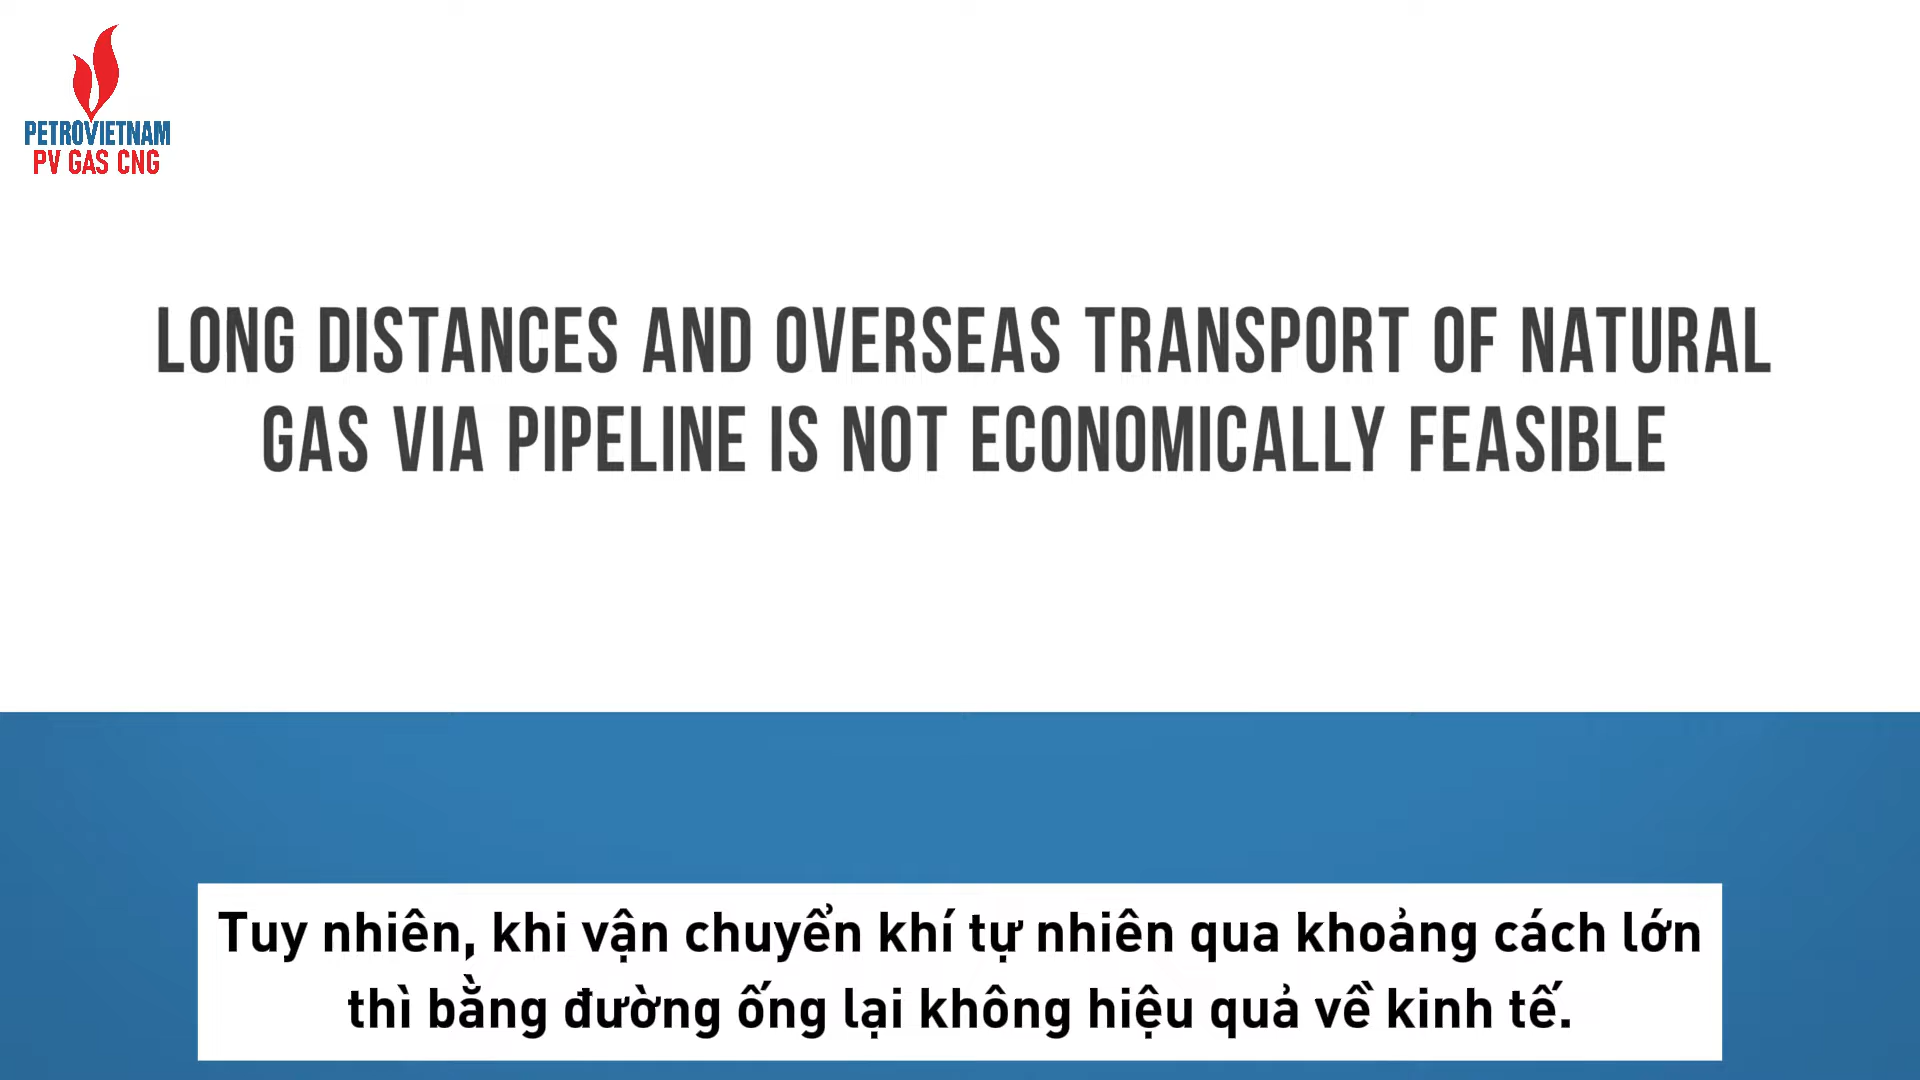 PETROVIETNAM
PV GAS CNG
LONG DISTANCES AND OVERSEAS TRANSPORT OF NATURAL
GAS VIA PIPELINE IS NOT ECONOMICALLY FEASIBLE
Tuy nhiên, khi vận chuyển khí tự nhiên qua khoảng cách lớn
thì bằng đường ống lại không hiệu quả về kinh tế.